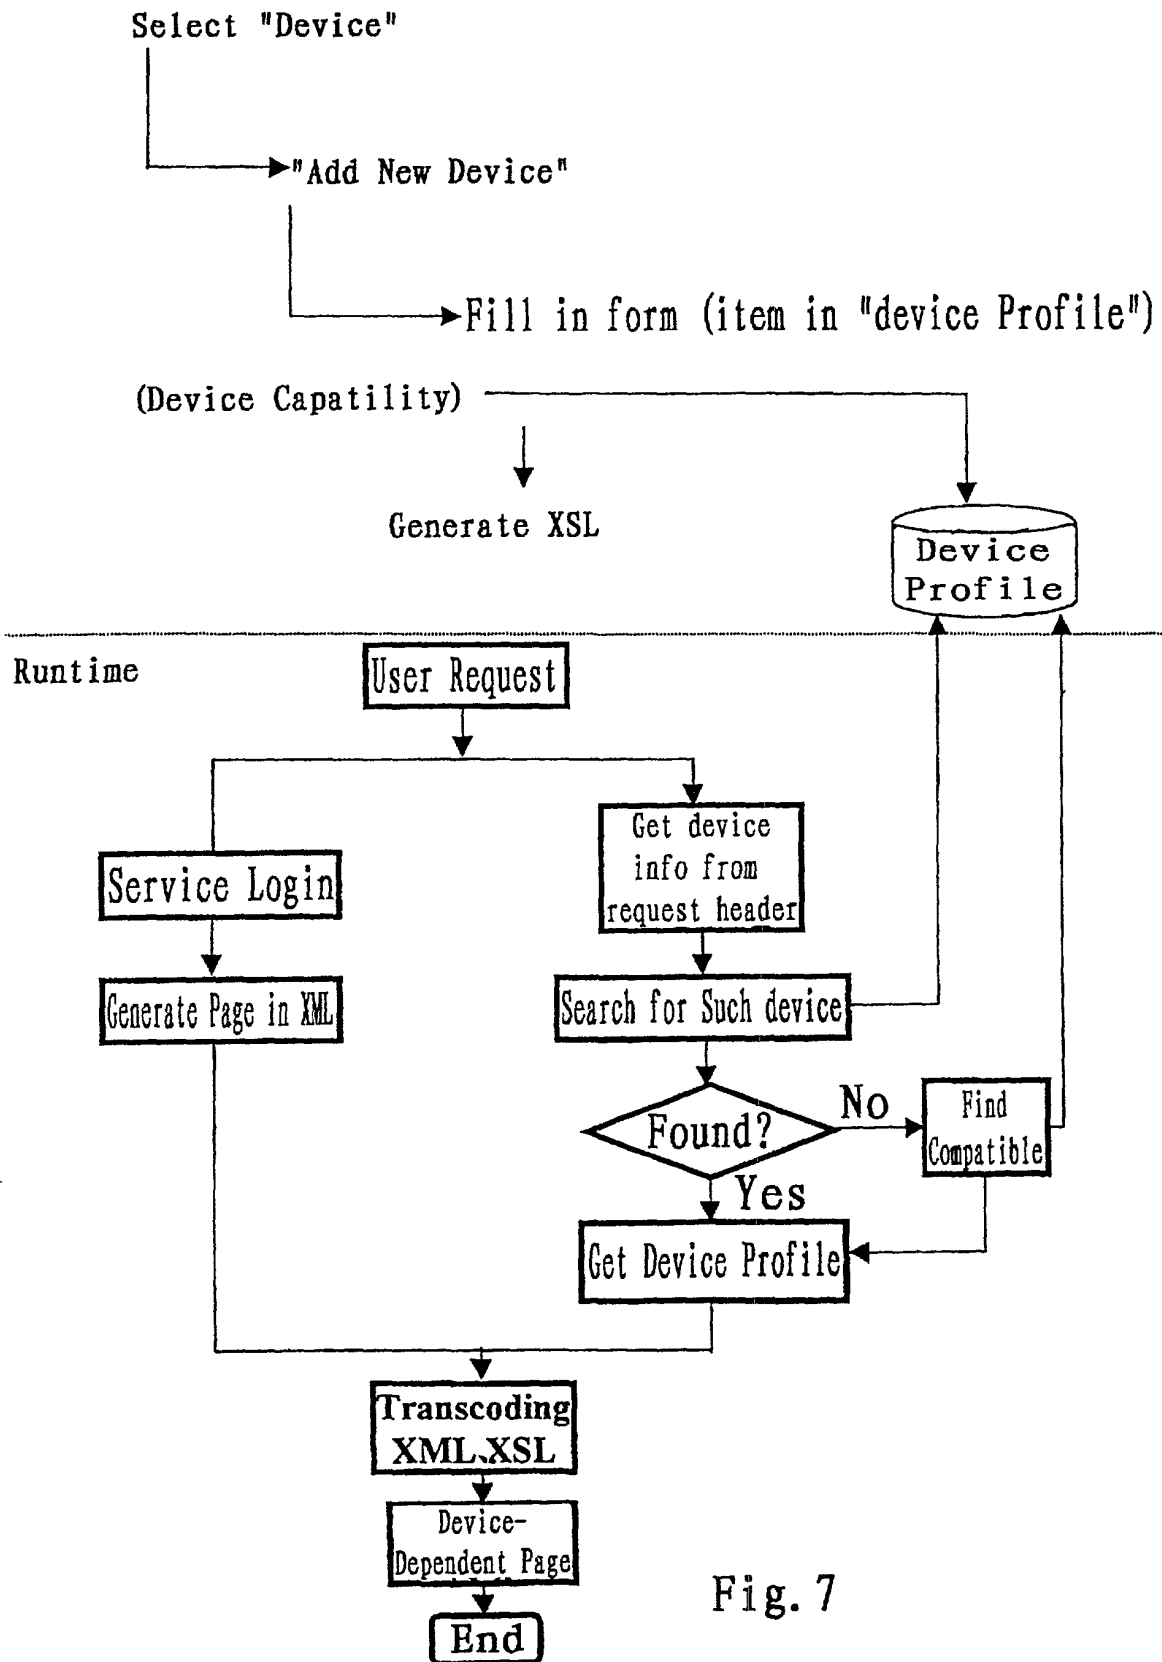 Select "Device"
"Add New Device"
Fill in form (item in "device Profile")
(Device Capatility)
Generate XSL
Device
Profile
Runtime
User Request
Get device
info from
request header
Service Login
Generate Page in XML
Search for Such device
Found?
No
Find
Compatible
Yes
Get Device Profile
Transcoding
XML、XSL
Device-
Dependent Page
End
Fig. 7